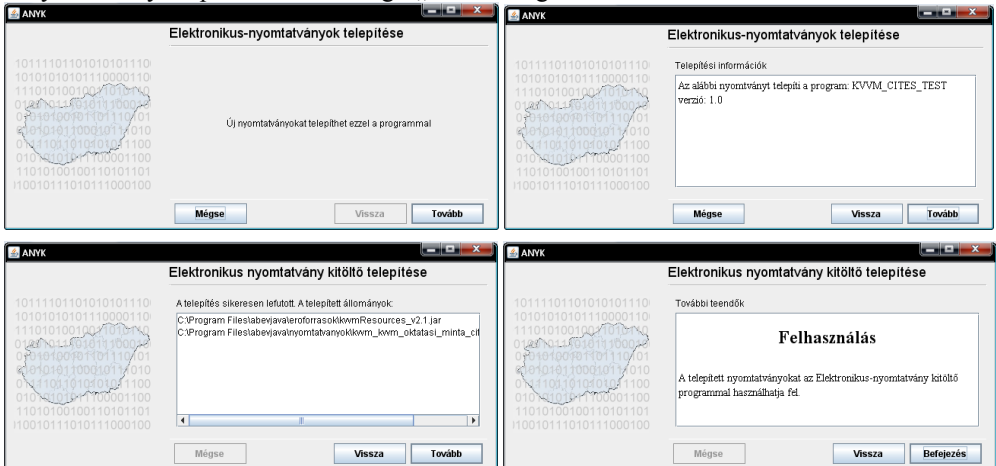 ANYK
Elektronikus-nyomtatványok telepítése
Új nyomtatványokat telepíthet ezzel a programmal
Mégse
Vissza
Tovább
ANYK
Elektronikus-nyomtatványok telepítése
Telepítési információk
Az alábbi nyomtványt telepíti a program: KVVM_CITES_TEST
verzió: 1.0
Mégse
Vissza
Tovább
ANYK
Elektronikus nyomtatvány kitöltő telepítése
A telepítés sikeresen lefutott. A telepített állományok:
C:\Program Files\abevjava\eroforrasok\kvvmResources_v2.1.jar
C:\Program Files\abevjava\nyomtatvanyok\kvvm_kvvm_oktatasi_minta_cit
Mégse
Vissza
Tovább
ANYK
Elektronikus nyomtatvány kitöltő telepítése
További teendők
Felhasználás
A telepített nyomtatványokat az Elektronikus-nyomtatvány kitöltő
programmal használhatja fel.
Mégse
Vissza
Befejezés